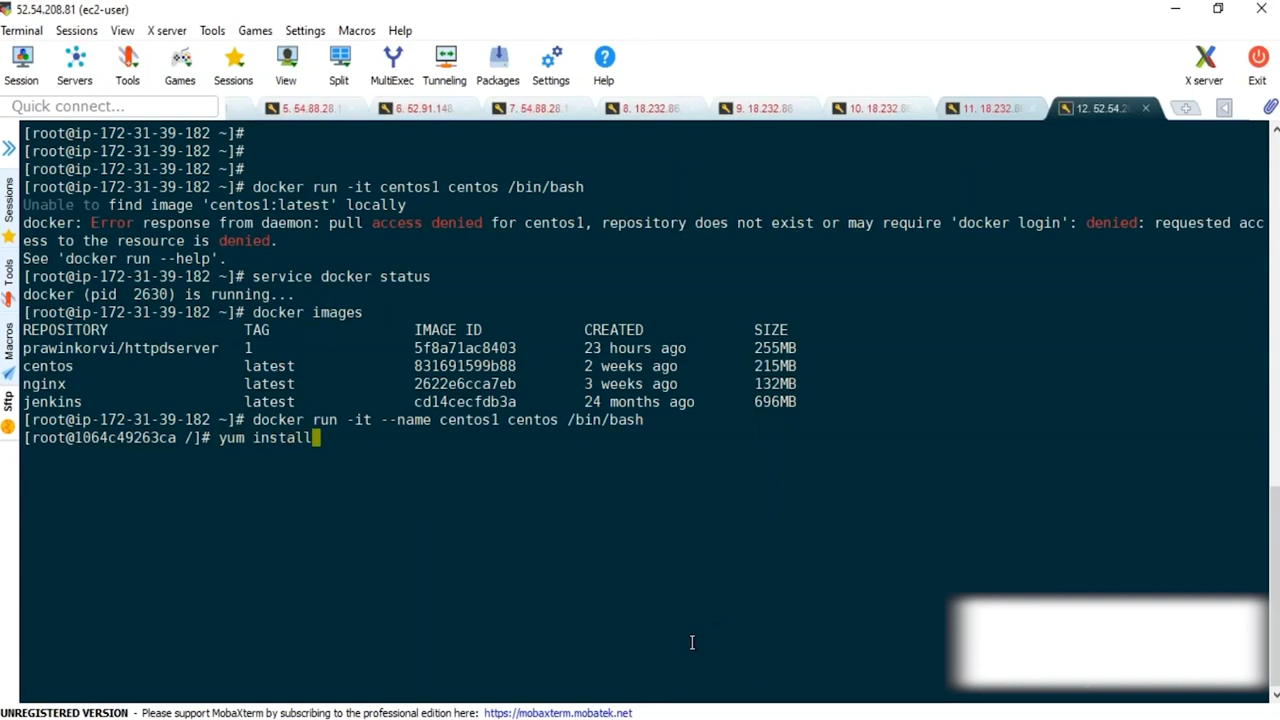 52.54.208.81 (ec2-user)
Terminal Sessions View X server Tools Games Settings Macros Help
Session Servers Tools Games Sessions View Split MultiExec Tunneling Packages Settings Help X server Exit
Quick connect... 5. 54.88.28.1 6. 52.91.148. 7. 54.88.28.1 8. 18.232.86. 9. 18.232.86 10. 18.232.86 11. 18.232.8 12. 52.54.2
Sessions
Tools
Macros
Sftp
[root@ip-172-31-39-182 ~]#
[root@ip-172-31-39-182 ~]#
[root@ip-172-31-39-182 ~]#
[root@ip-172-31-39-182 ~]# docker run -it centos1 centos /bin/bash
Unable to find image 'centos1:latest' locally
docker: Error response from daemon: pull access denied for centos1, repository does not exist or may require 'docker login': denied: requested acc
ess to the resource is denied.
See 'docker run --help'.
[root@ip-172-31-39-182 ~]# service docker status
docker (pid  2630) is running...
[root@ip-172-31-39-182 ~]# docker images
REPOSITORY TAG IMAGE ID CREATED SIZE
prawinkorvi/httpdserver 1 5f8a71ac8403 23 hours ago 255MB
centos latest 831691599b88 2 weeks ago 215MB
nginx latest 2622e6cca7eb 3 weeks ago 132MB
jenkins latest cd14cecfdb3a 24 months ago 696MB
[root@ip-172-31-39-182 ~]# docker run -it --name centos1 centos /bin/bash
[root@1064c49263ca /]# yum install
UNREGISTERED VERSION - Please support MobaXterm by subscribing to the professional edition here: https://mobaxterm.mobatek.net